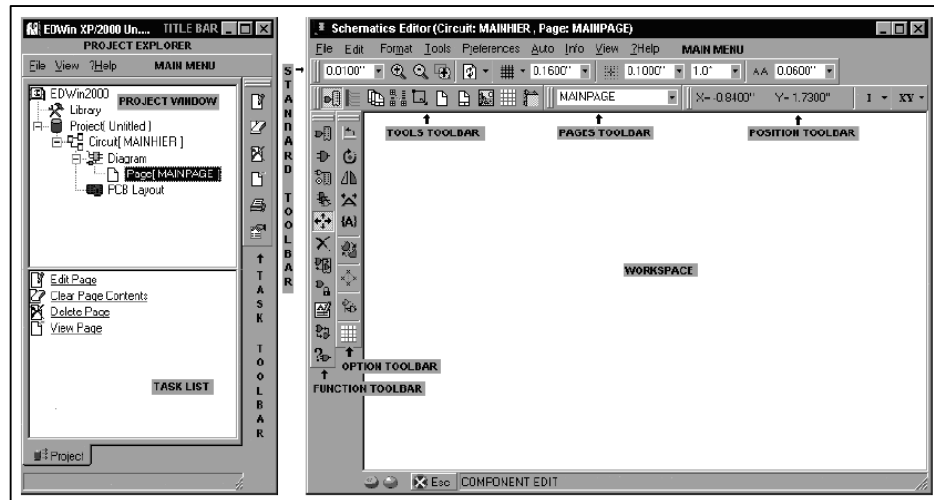 EDWin XP/2000 Un.... TITLE BAR
PROJECT EXPLORER
File View ?Help MAIN MENU
EDWin2000
PROJECT WINDOW
Library
Project( Untitled )
Circuit[ MAINHIER ]
Diagram
Page[ MAINPAGE ]
PCB Layout
TASK TOOLBAR
Edit Page
Clear Page Contents
Delete Page
View Page
TASK LIST
Project
STANDARD TOOLBAR
Schematics Editor (Circuit: MAINHIER , Page: MAINPAGE)
File Edit Format Tools Preferences Auto Info View ?Help MAIN MENU
0.0100" 0.1600" 0.1000" 1.0° AA 0.0600"
MAINPAGE X= -0.8400" Y= 1.7300" 1 XY
TOOLS TOOLBAR PAGES TOOLBAR POSITION TOOLBAR
{A}
WORKSPACE
OPTION TOOLBAR
FUNCTION TOOLBAR
Esc COMPONENT EDIT